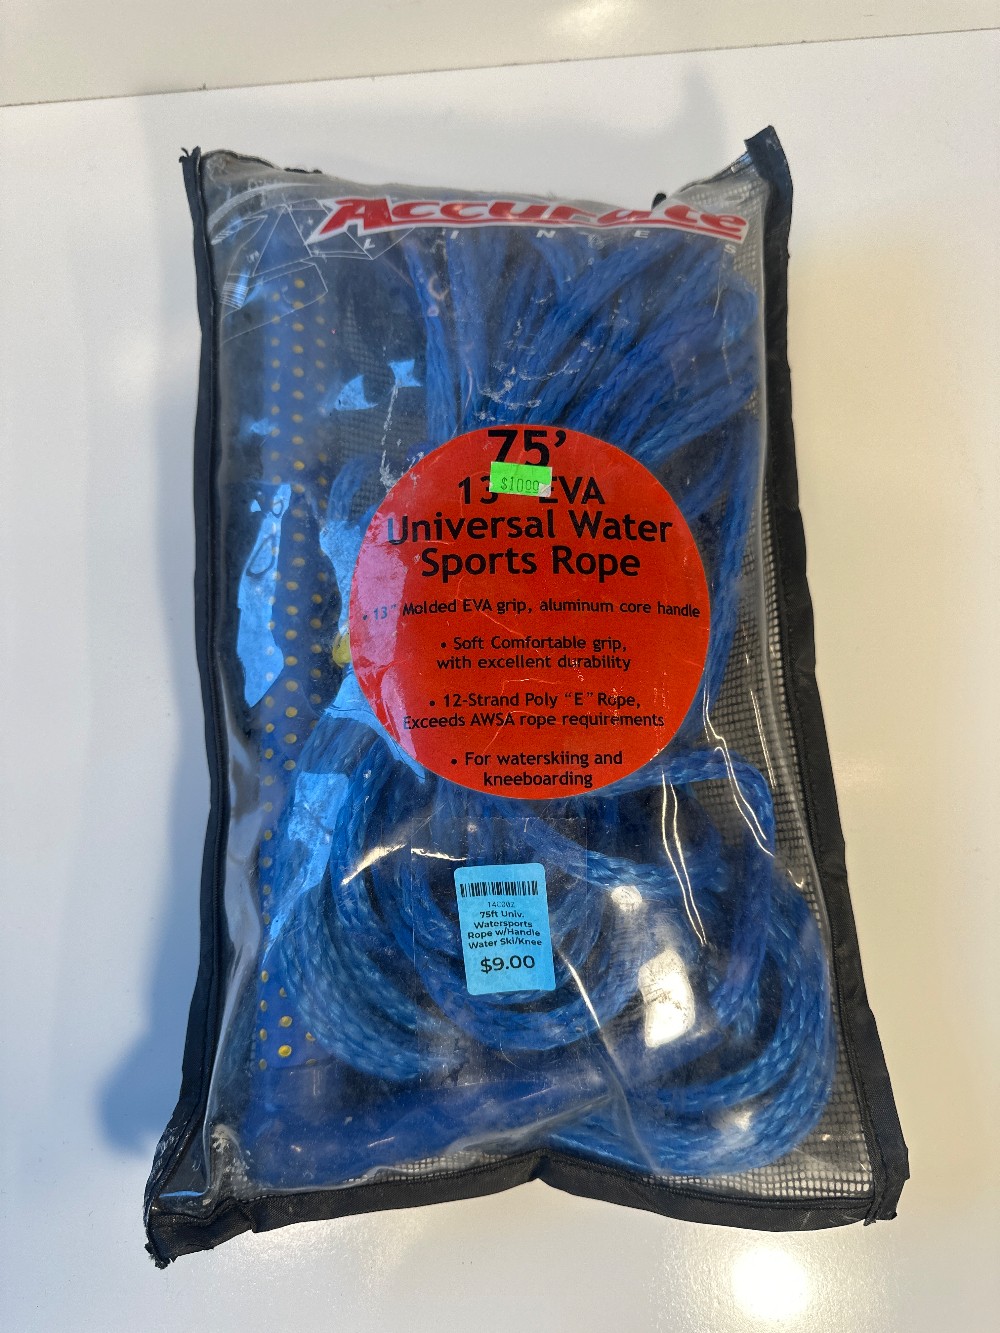 Accurate
LINES
75'
$10.00
13" EVA
Universal Water
Sports Rope
• 13" Molded EVA grip, aluminum core handle
• Soft Comfortable grip,
with excellent durability
• 12-Strand Poly "E" Rope,
Exceeds AWSA rope requirements
• For waterskiing and
kneeboarding
75ft Univ.
Watersports
Rope w/Handle
Water Ski/Knee
$9.00